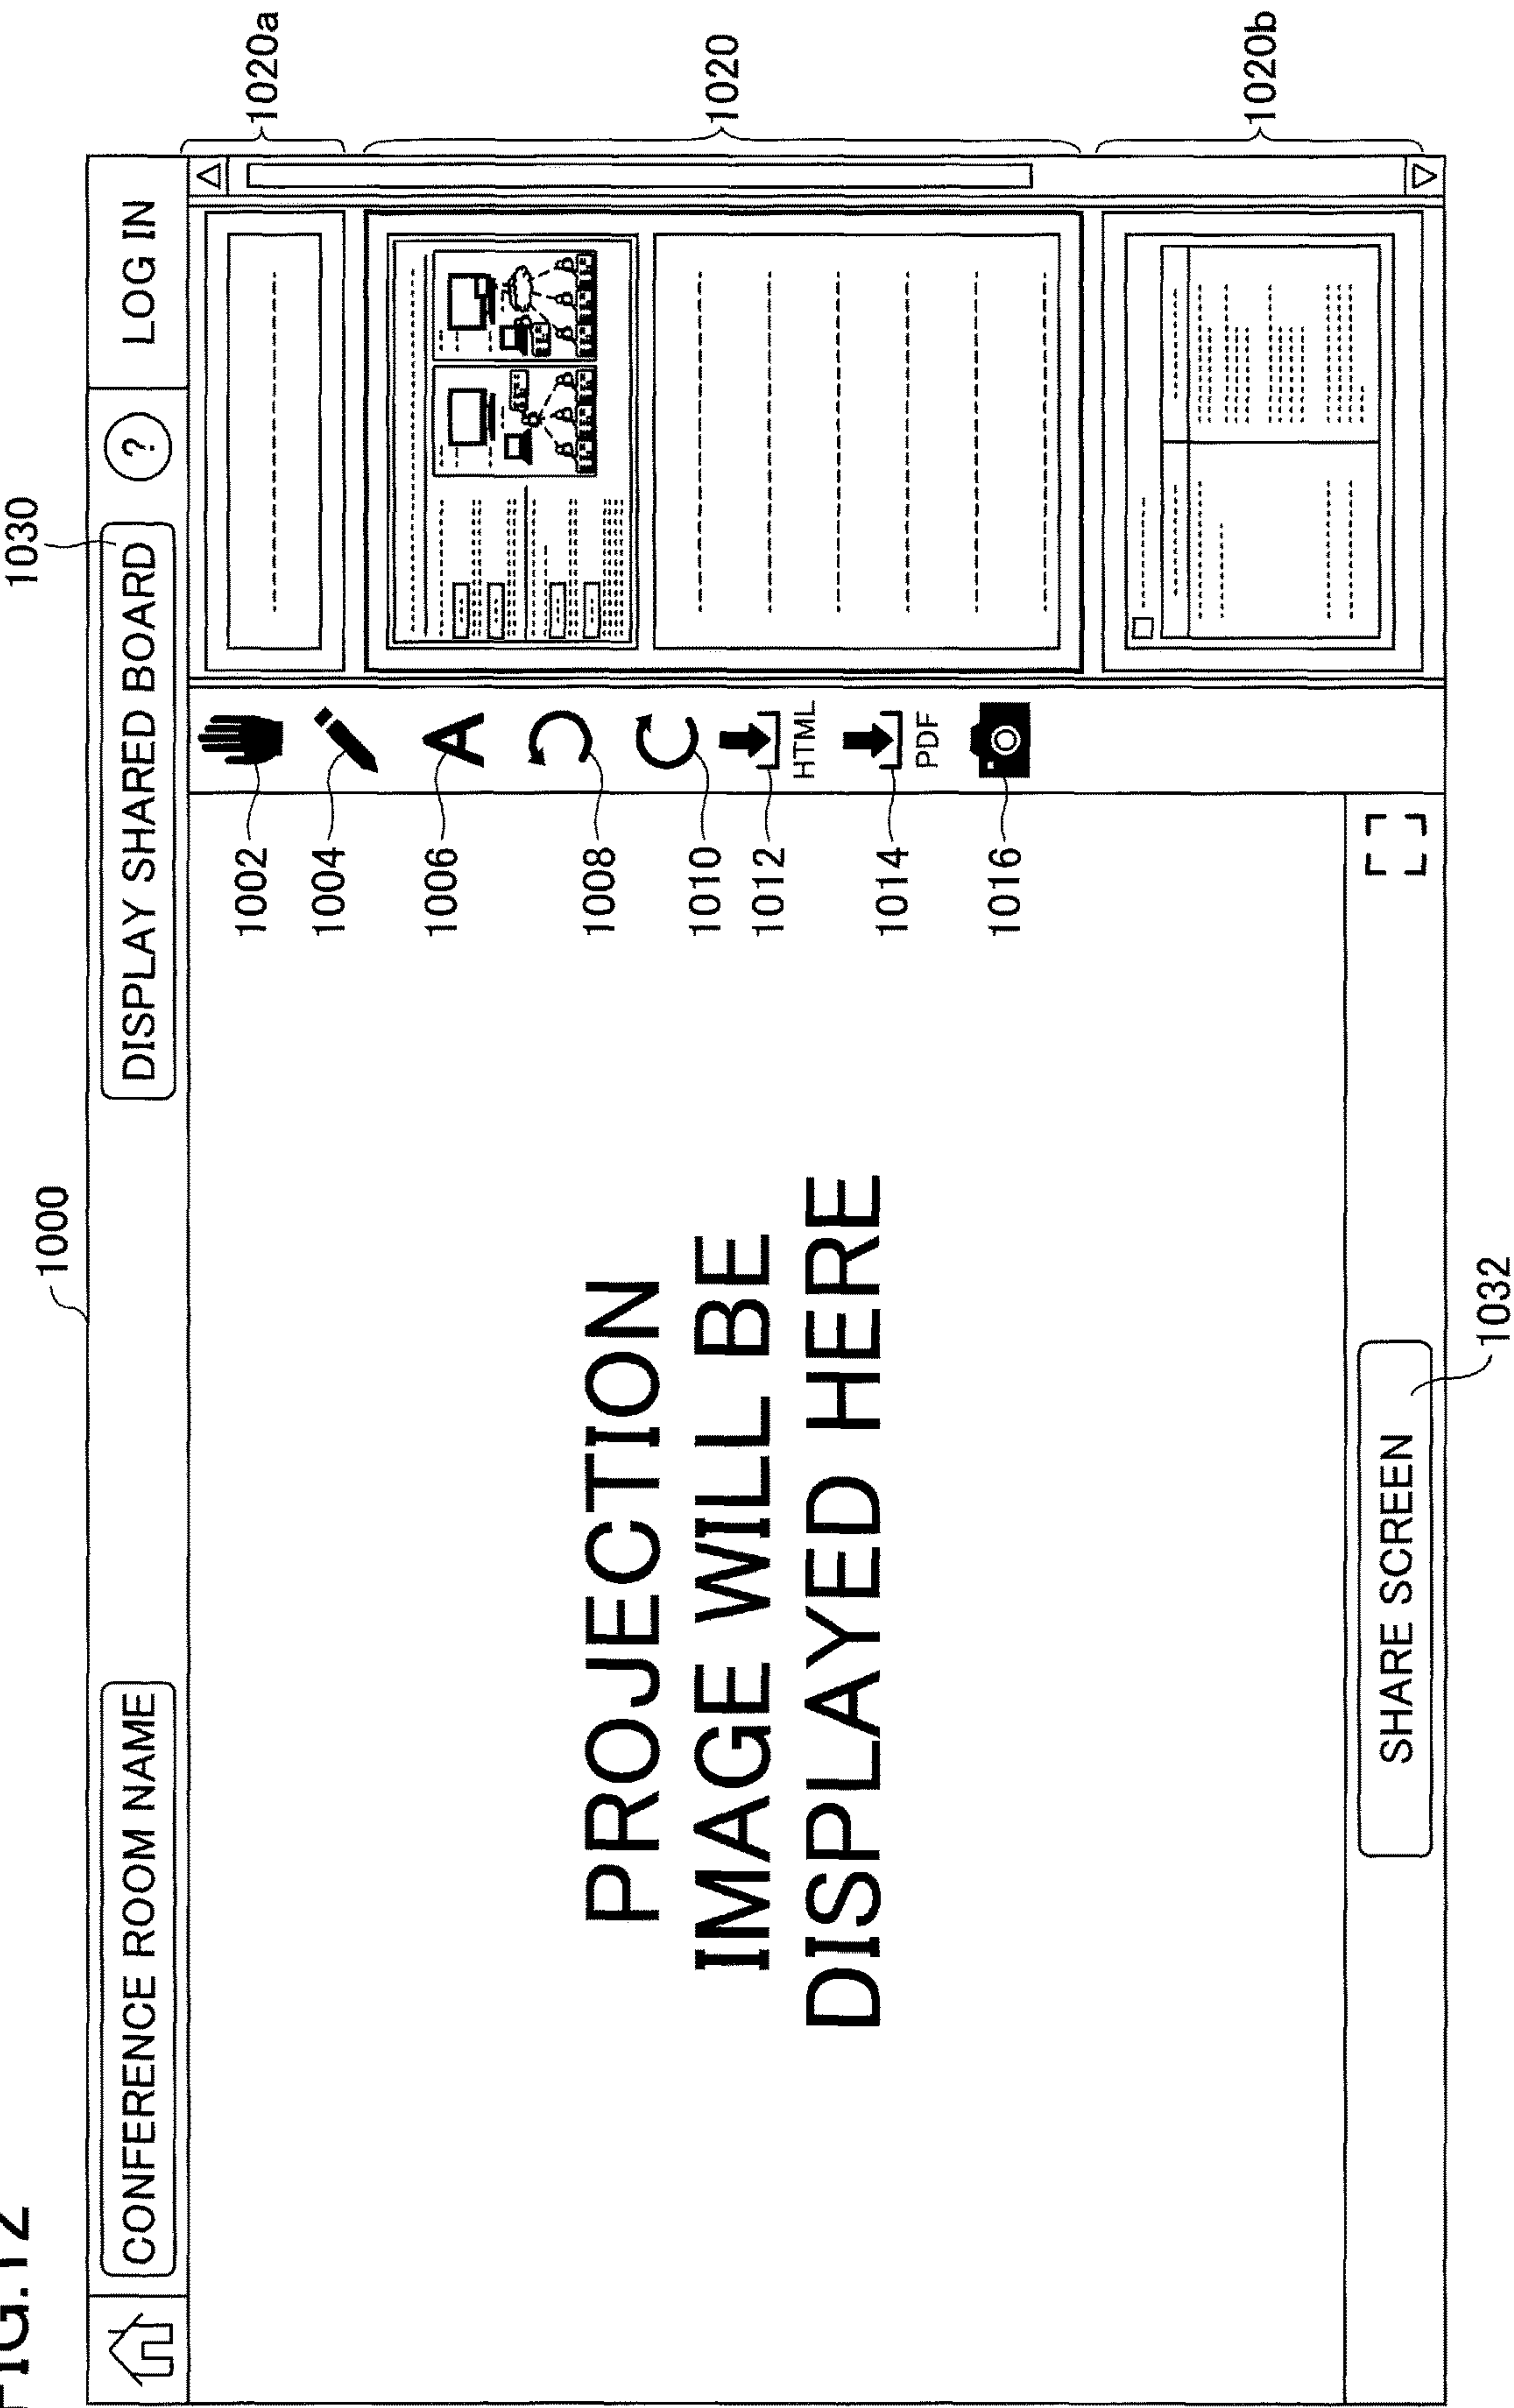 FIG.12
1000
1030
CONFERENCE ROOM NAME
DISPLAY SHARED BOARD
?
LOG IN
1020a
1002
1004
1006
A
1008
1010
1012
HTML
1014
PDF
1016
1020
1020b
PROJECTION
IMAGE WILL BE
DISPLAYED HERE
SHARE SCREEN
1032